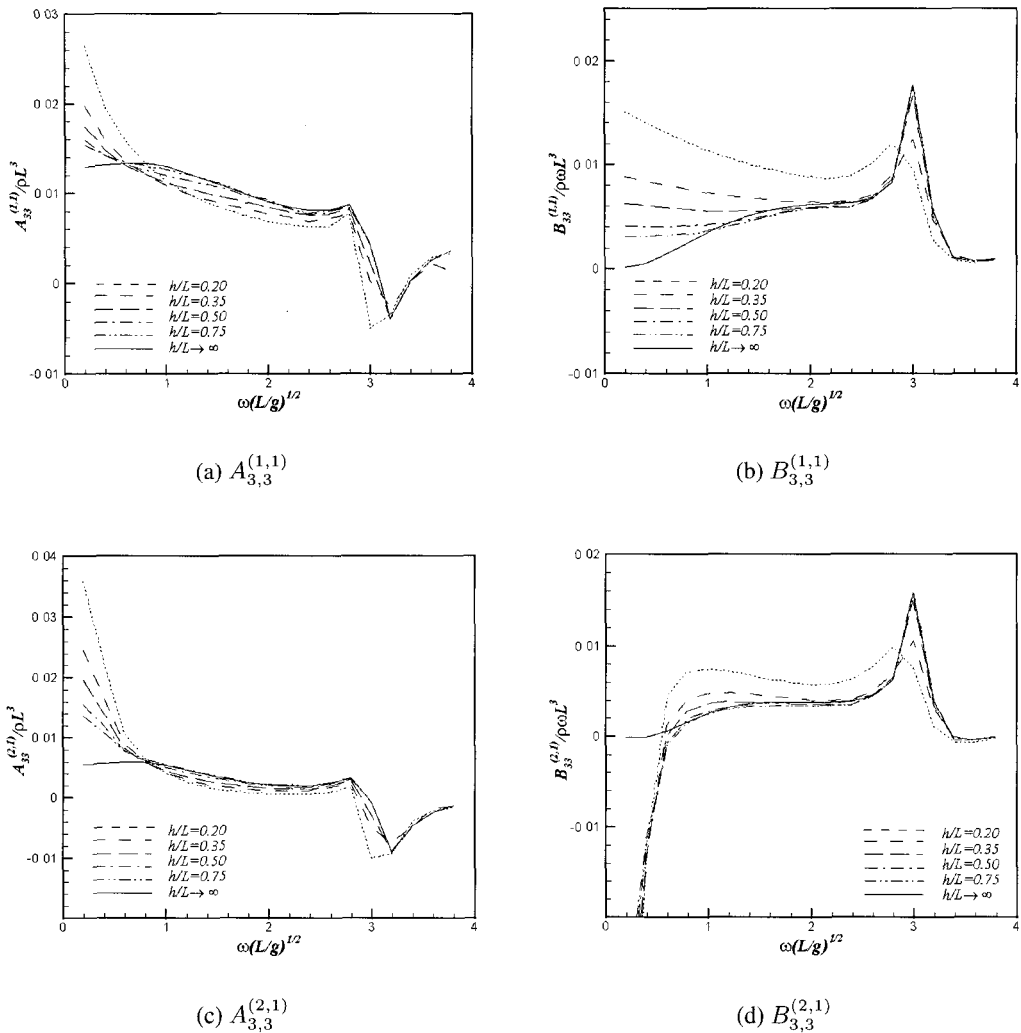 0 03
0 02
0 01
0
-0 01
A₃₃⁽¹,¹⁾/ρL³
h/L=0.20
h/L=0.35
h/L=0.50
h/L=0.75
h/L→∞
0 1 2 3 4
ω(L/g)^1/2
(a) A₃,₃⁽¹,¹⁾
0 02
0 01
0
-0 01
B₃₃⁽¹,¹⁾/ρωL³
h/L=0.20
h/L=0.35
h/L=0.50
h/L=0.75
h/L→∞
0 1 2 3 4
ω(L/g)^1/2
(b) B₃,₃⁽¹,¹⁾
0 04
0 03
0 02
0 01
0
-0 01
A₃₃⁽²,¹⁾/ρL³
h/L=0.20
h/L=0.35
h/L=0.50
h/L=0.75
h/L→∞
0 1 2 3 4
ω(L/g)^1/2
(c) A₃,₃⁽²,¹⁾
0 02
0 01
0
-0 01
B₃₃⁽²,¹⁾/ρωL³
h/L=0.20
h/L=0.35
h/L=0.50
h/L=0.75
h/L→∞
0 1 2 3 4
ω(L/g)^1/2
(d) B₃,₃⁽²,¹⁾